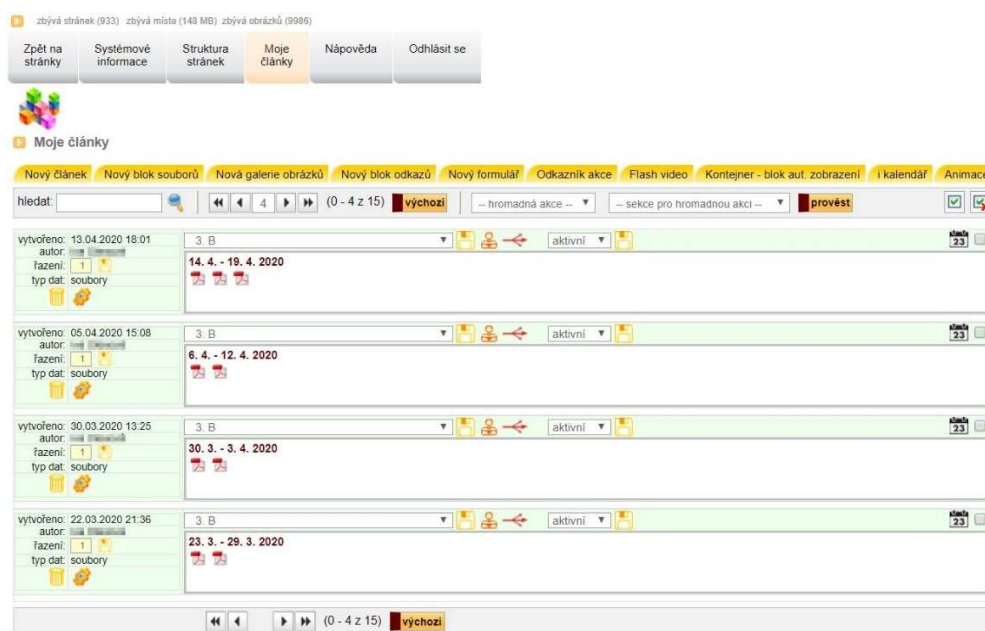 zbývá stránek (933) zbývá místa (148 MB) zbývá obrázků (9986)
Zpět na stránky Systémové informace Struktura stránek Moje články Nápověda Odhlásit se
Moje články
Nový článek Nový blok souborů Nová galerie obrázků Nový blok odkazů Nový formulář Odkazník akce Flash video Kontejner - blok aut. zobrazení i kalendář Animace
hledat: 4 (0 - 4 z 15) výchozí -- hromadná akce -- -- sekce pro hromadnou akci -- provést
vytvořeno: 13.04.2020 18:01 3. B aktivní 23
autor:
14. 4. - 19. 4. 2020
řazení: 1
typ dat: soubory
vytvořeno: 05.04.2020 15:08 3. B aktivní 23
autor:
6. 4. - 12. 4. 2020
řazení: 1
typ dat: soubory
vytvořeno: 30.03.2020 13:25 3. B aktivní 23
autor:
30. 3. - 3. 4. 2020
řazení: 1
typ dat: soubory
vytvořeno: 22.03.2020 21:36 3. B aktivní 23
autor:
23. 3. - 29. 3. 2020
řazení: 1
typ dat: soubory
(0 - 4 z 15) výchozí